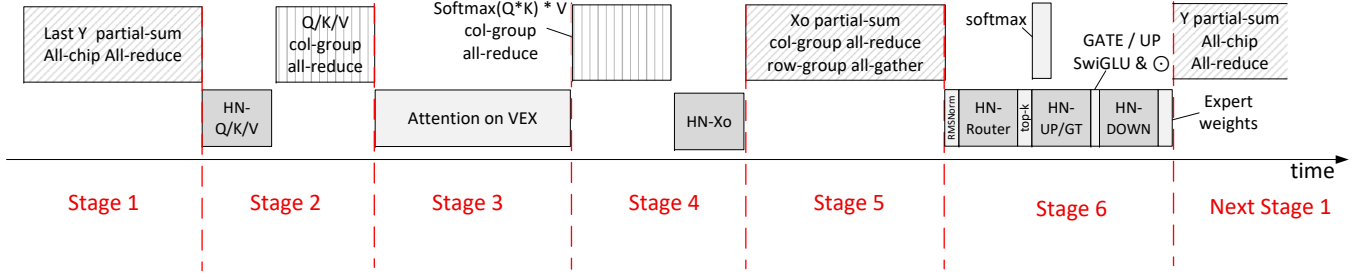 Last Y partial-sum
All-chip All-reduce
HN-
Q/K/V
Q/K/V
col-group
all-reduce
Attention on VEX
Softmax(Q*K) * V
col-group
all-reduce
HN-Xo
Xo partial-sum
col-group all-reduce
row-group all-gather
RMSNorm
HN-
Router
top-k
softmax
HN-
UP/GT
GATE / UP
SwiGLU & ⊙
HN-
DOWN
Y partial-sum
All-chip
All-reduce
Expert
weights
time
Stage 1
Stage 2
Stage 3
Stage 4
Stage 5
Stage 6
Next Stage 1